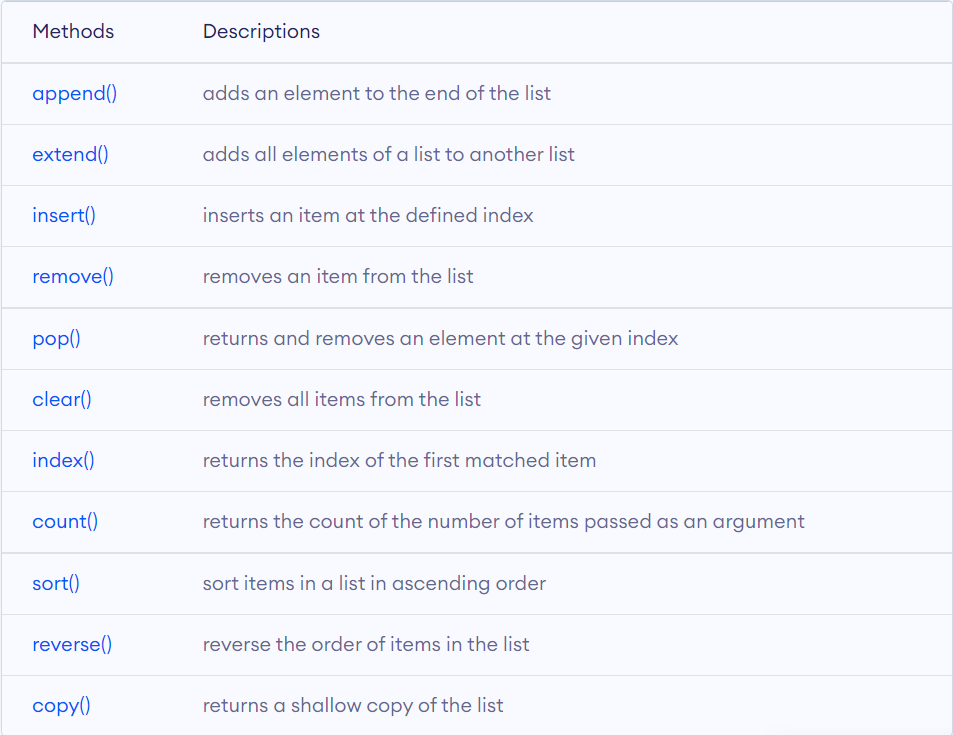 Methods Descriptions
append() adds an element to the end of the list
extend() adds all elements of a list to another list
insert() inserts an item at the defined index
remove() removes an item from the list
pop() returns and removes an element at the given index
clear() removes all items from the list
index() returns the index of the first matched item
count() returns the count of the number of items passed as an argument
sort() sort items in a list in ascending order
reverse() reverse the order of items in the list
copy() returns a shallow copy of the list